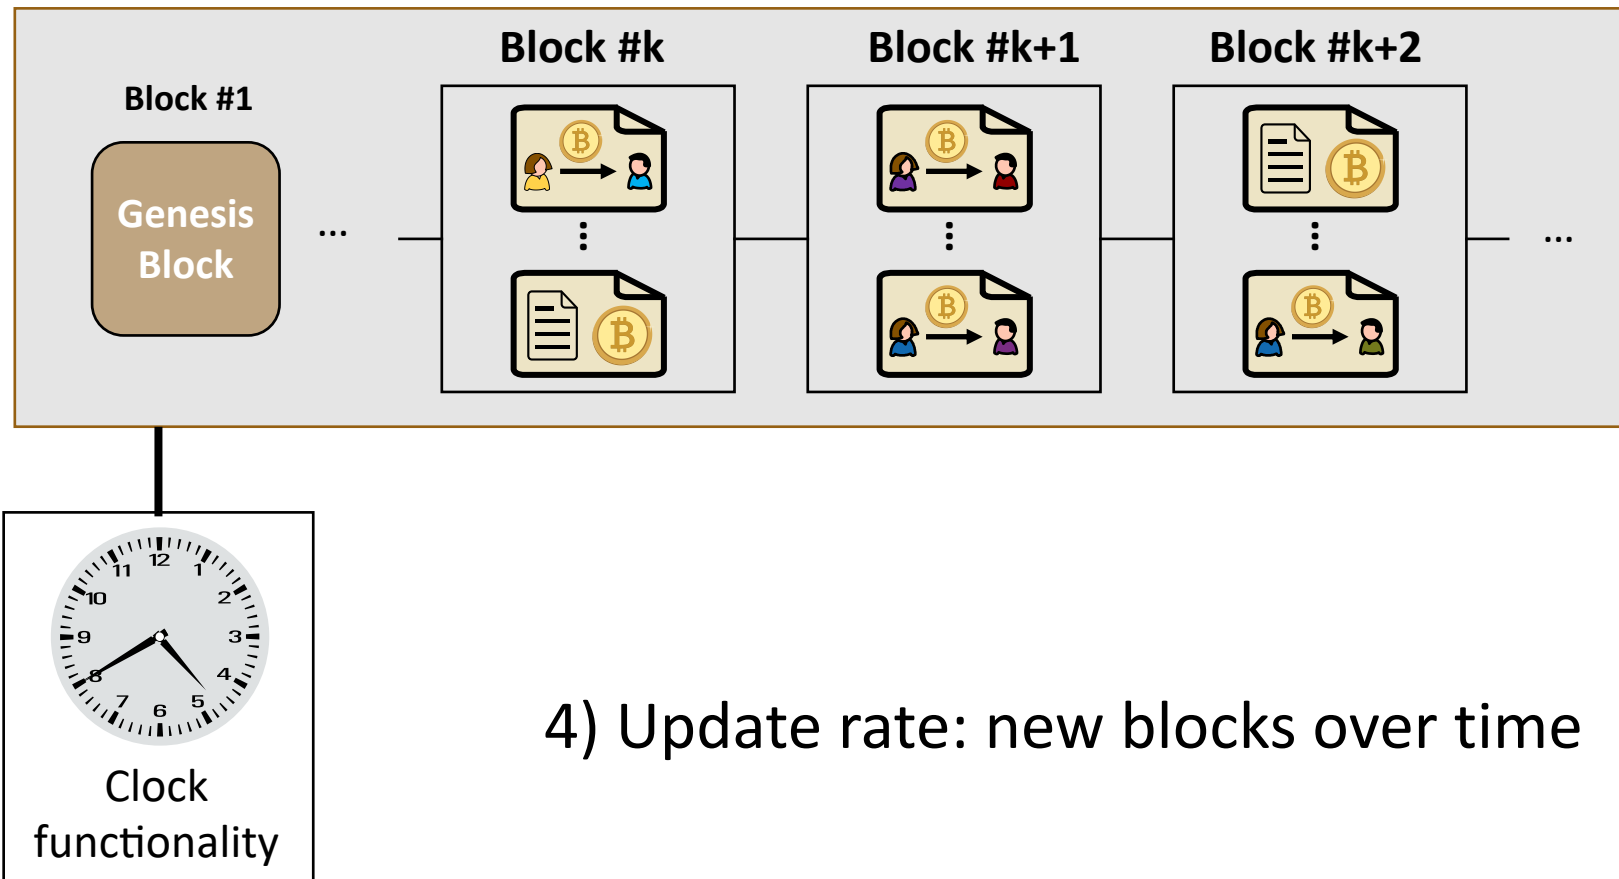 Block #k
Block #k+1
Block #k+2
Block #1
Genesis
Block
...
...
12
1
2
3
4
5
6
7
8
9
10
11
Clock
functionality
4) Update rate: new blocks over time